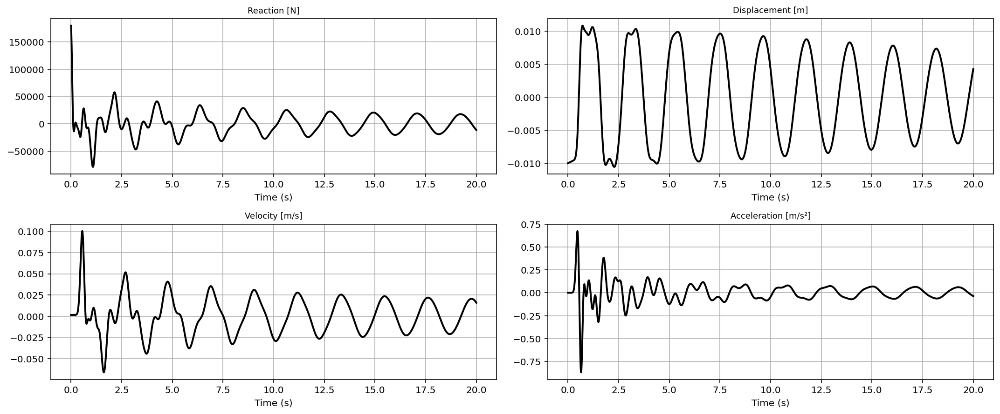 Reaction [N]
150000
100000
50000
0
−50000
0.0 2.5 5.0 7.5 10.0 12.5 15.0 17.5 20.0
Time (s)
Displacement [m]
0.010
0.005
0.000
−0.005
−0.010
0.0 2.5 5.0 7.5 10.0 12.5 15.0 17.5 20.0
Time (s)
Velocity [m/s]
0.100
0.075
0.050
0.025
0.000
−0.025
−0.050
0.0 2.5 5.0 7.5 10.0 12.5 15.0 17.5 20.0
Time (s)
Acceleration [m/s²]
0.75
0.50
0.25
0.00
−0.25
−0.50
−0.75
0.0 2.5 5.0 7.5 10.0 12.5 15.0 17.5 20.0
Time (s)